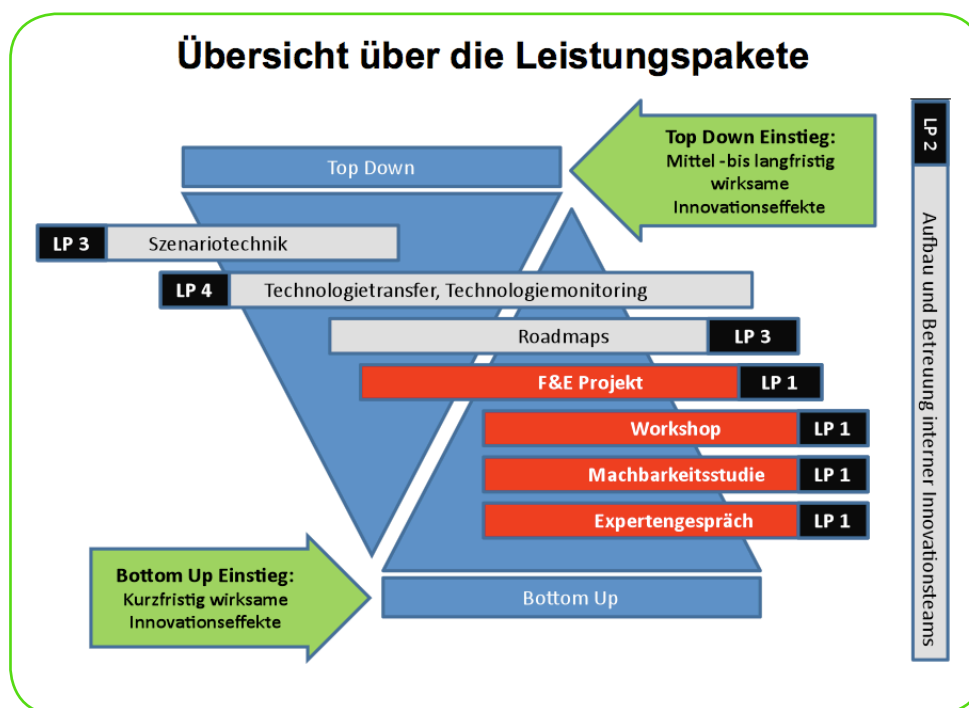 Übersicht über die Leistungspakete
Top Down Einstieg:
Mittel -bis langfristig
wirksame
Innovationseffekte
Top Down
LP 3 Szenariotechnik
LP 4 Technologietransfer, Technologiemonitoring
Roadmaps LP 3
F&E Projekt LP 1
Workshop LP 1
Machbarkeitsstudie LP 1
Expertengespräch LP 1
Bottom Up Einstieg:
Kurzfristig wirksame
Innovationseffekte
Bottom Up
LP 2 Aufbau und Betreuung interner Innovationsteams